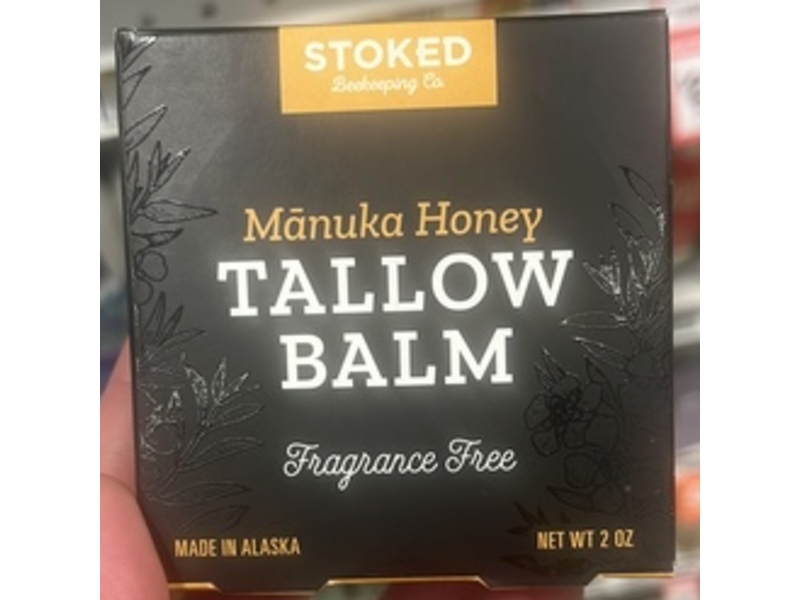 STOKED
Beekeeping Co.
Mānuka Honey
TALLOW
BALM
Fragrance Free
MADE IN ALASKA
NET WT 2 OZ